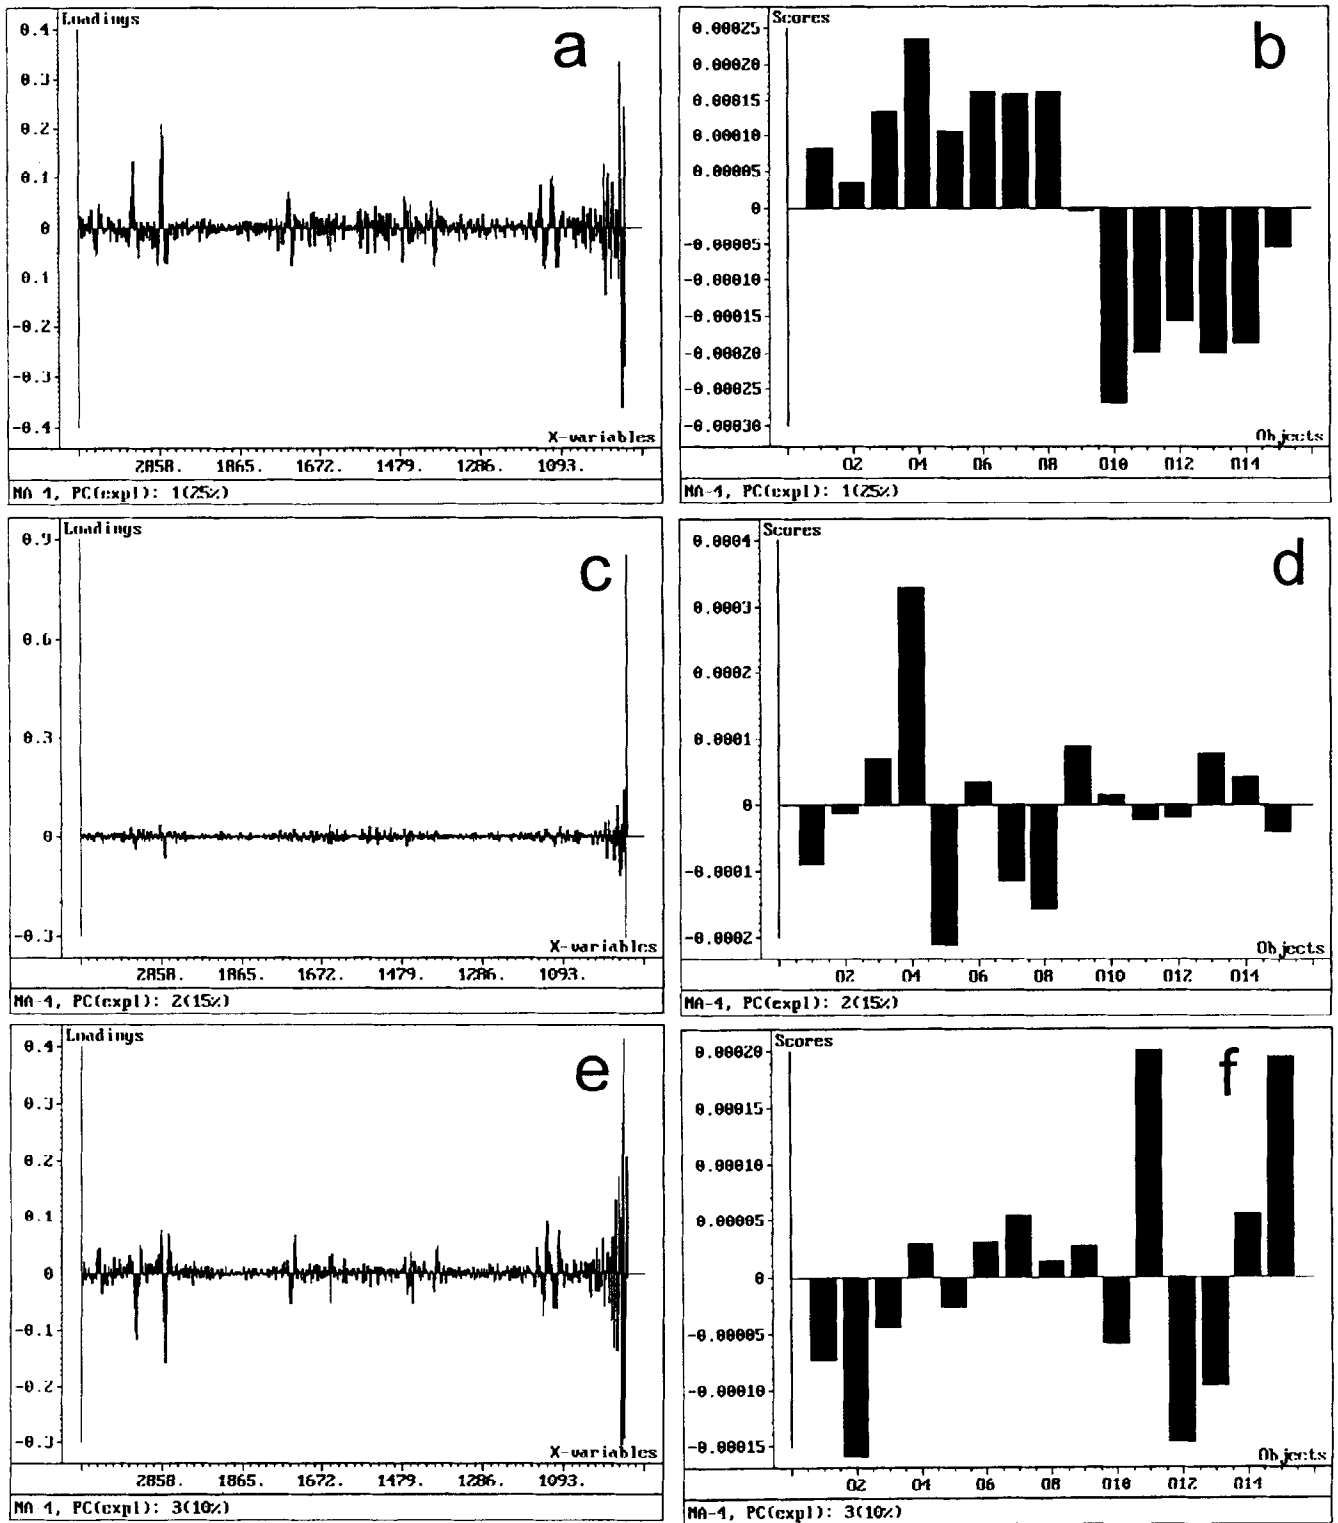 Loadings
a
0.4
0.3
0.2
0.1
0
0.1
-0.2
-0.3
-0.4
X-variables
2858. 1865. 1672. 1479. 1286. 1093.
MA 4, PC(expl): 1(25%)
Scores
b
0.00025
0.00020
0.00015
0.00010
0.00005
0
-0.00005
-0.00010
-0.00015
-0.00020
-0.00025
-0.00030
Objects
02 04 06 08 010 012 014
MA-4, PC(expl): 1(25%)
Loadings
c
0.9
0.6
0.3
0
-0.3
X-variables
2858. 1865. 1672. 1479. 1286. 1093.
MA-4, PC(expl): 2(15%)
Scores
d
0.0004
0.0003
0.0002
0.0001
0
-0.0001
-0.0002
Objects
02 04 06 08 010 012 014
MA-4, PC(expl): 2(15%)
Loadings
e
0.4
0.3
0.2
0.1
0
-0.1
-0.2
-0.3
X-variables
2858. 1865. 1672. 1479. 1286. 1093.
MA-4, PC(expl): 3(10%)
Scores
f
0.00020
0.00015
0.00010
0.00005
0
-0.00005
-0.00010
-0.00015
Objects
02 04 06 08 010 012 014
MA-4, PC(expl): 3(10%)